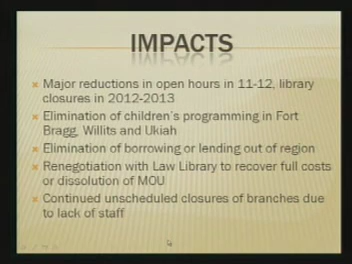 IMPACTS
Major reductions in open hours in 11-12, library
closures in 2012-2013
Elimination of children's programming in Fort
Bragg, Willits and Ukiah
Elimination of borrowing or lending out of region
Renegotiation with Law Library to recover full costs
or dissolution of MOU
Continued unscheduled closures of branches due
to lack of staff